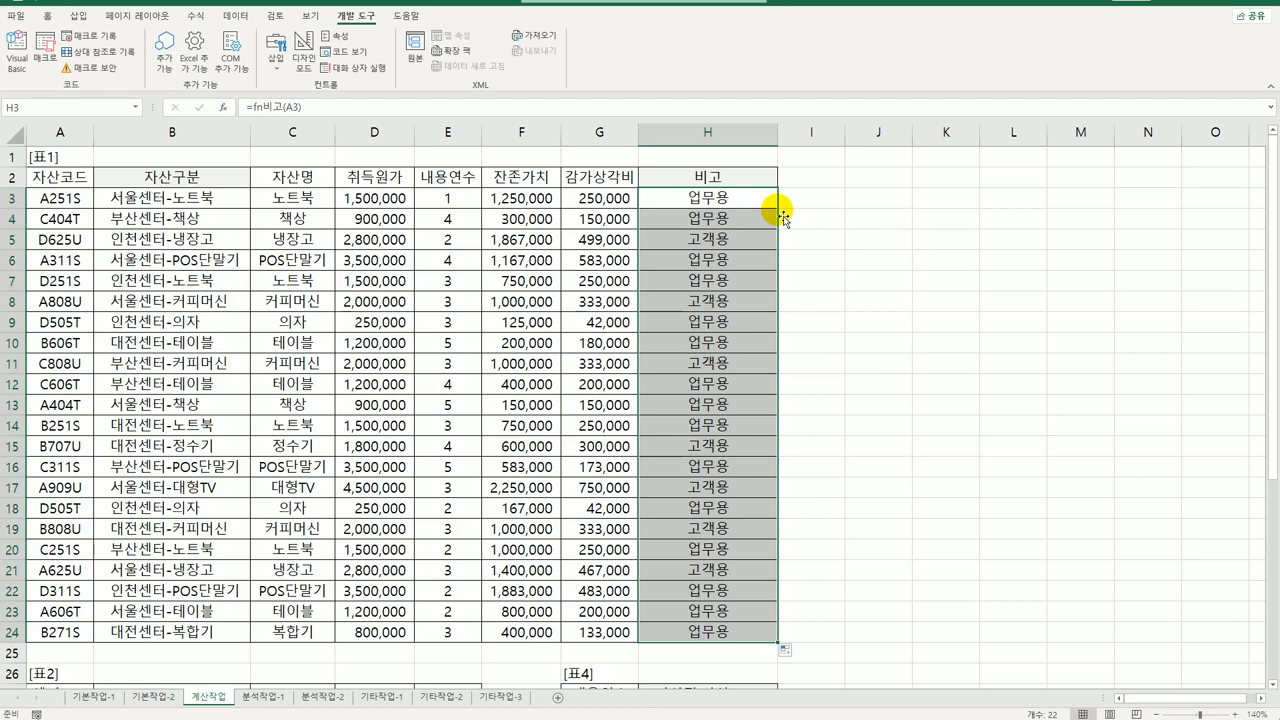 파일 홈 삽입 페이지 레이아웃 수식 데이터 검토 보기 개발 도구 도움말 공유
Visual Basic
매크로
매크로 기록
상대 참조로 기록
매크로 보안
코드
추가 기능
Excel 추가 기능
COM 추가 기능
추가 기능
삽입
디자인 모드
속성
코드 보기
대화 상자 실행
컨트롤
원본
맵 속성
확장 팩
데이터 새로 고침
가져오기
내보내기
XML
H3 fx =fn비고(A3)
A B C D E F G H I J K L M N O
1 [표1]
2 자산코드 자산구분 자산명 취득원가 내용연수 잔존가치 감가상각비 비고
3 A251S 서울센터-노트북 노트북 1,500,000 1 1,250,000 250,000 업무용
4 C404T 부산센터-책상 책상 900,000 4 300,000 150,000 업무용
5 D625U 인천센터-냉장고 냉장고 2,800,000 2 1,867,000 499,000 고객용
6 A311S 서울센터-POS단말기 POS단말기 3,500,000 4 1,167,000 583,000 업무용
7 D251S 인천센터-노트북 노트북 1,500,000 3 750,000 250,000 업무용
8 A808U 서울센터-커피머신 커피머신 2,000,000 3 1,000,000 333,000 고객용
9 D505T 인천센터-의자 의자 250,000 3 125,000 42,000 업무용
10 B606T 대전센터-테이블 테이블 1,200,000 5 200,000 180,000 업무용
11 C808U 부산센터-커피머신 커피머신 2,000,000 3 1,000,000 333,000 고객용
12 C606T 부산센터-테이블 테이블 1,200,000 4 400,000 200,000 업무용
13 A404T 서울센터-책상 책상 900,000 5 150,000 150,000 업무용
14 B251S 대전센터-노트북 노트북 1,500,000 3 750,000 250,000 업무용
15 B707U 대전센터-정수기 정수기 1,800,000 4 600,000 300,000 고객용
16 C311S 부산센터-POS단말기 POS단말기 3,500,000 5 583,000 173,000 업무용
17 A909U 서울센터-대형TV 대형TV 4,500,000 3 2,250,000 750,000 고객용
18 D505T 인천센터-의자 의자 250,000 2 167,000 42,000 업무용
19 B808U 대전센터-커피머신 커피머신 2,000,000 3 1,000,000 333,000 고객용
20 C251S 부산센터-노트북 노트북 1,500,000 2 1,000,000 250,000 업무용
21 A625U 서울센터-냉장고 냉장고 2,800,000 3 1,400,000 467,000 고객용
22 D311S 인천센터-POS단말기 POS단말기 3,500,000 2 1,883,000 483,000 업무용
23 A606T 서울센터-테이블 테이블 1,200,000 2 800,000 200,000 업무용
24 B271S 대전센터-복합기 복합기 800,000 3 400,000 133,000 업무용
25
26 [표2] [표4]
기본작업-1 기본작업-2 계산작업 분석작업-1 분석작업-2 기타작업-1 기타작업-2 기타작업-3
준비 개수: 22 140%